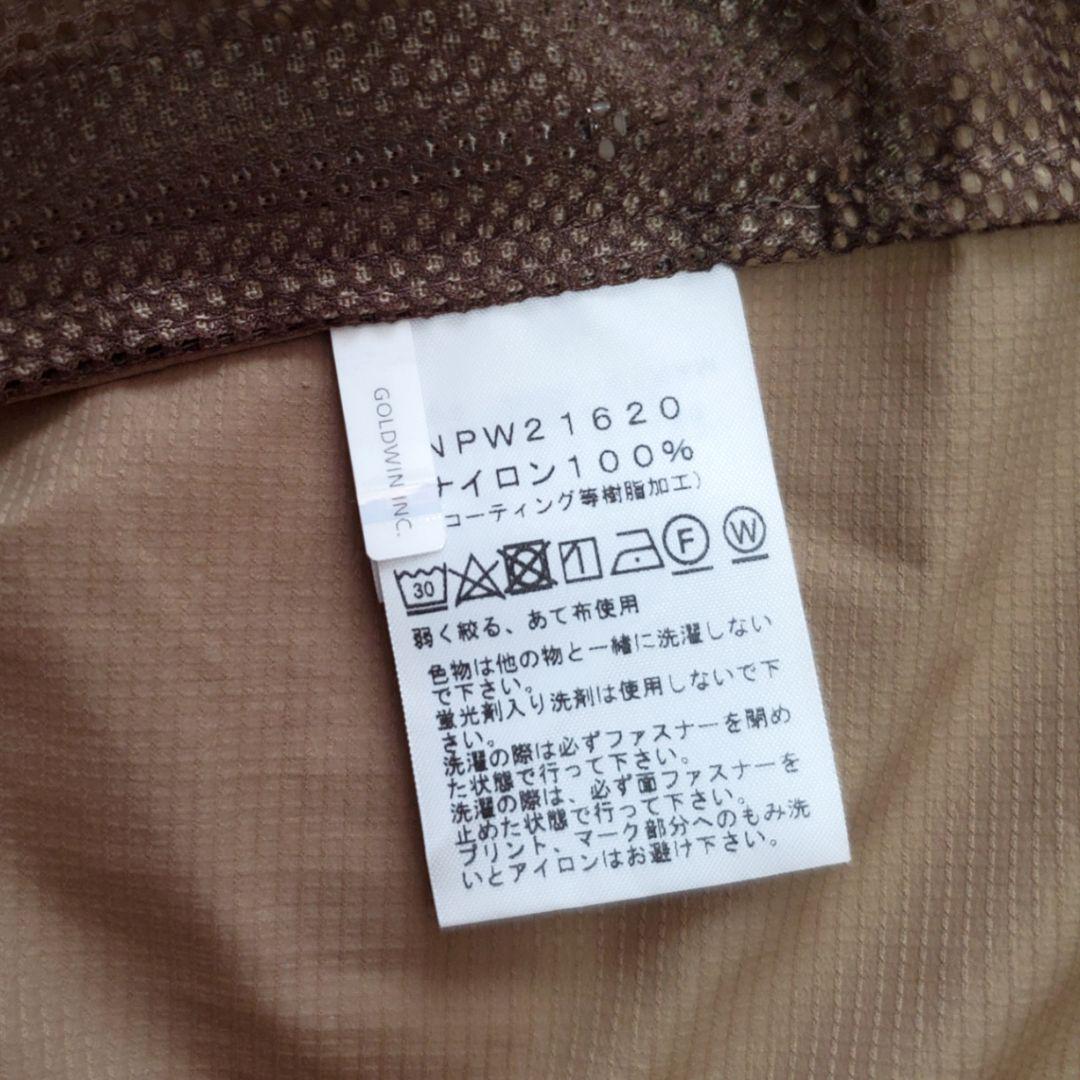 GOLDWIN INC.
NPW21620
ナイロン100%
コーティング等樹脂加工)
30 F W
弱く絞る、あて布使用
色物は他の物と一緒に洗濯しない
で下さい。
蛍光剤入り洗剤は使用しないで下
さい。
洗濯の際は必ずファスナーを閉め
た状態で行って下さい。
洗濯の際は、必ず面ファスナーを
止めた状態で行って下さい。
プリント、マーク部分へのもみ洗
いとアイロンはお避け下さい。